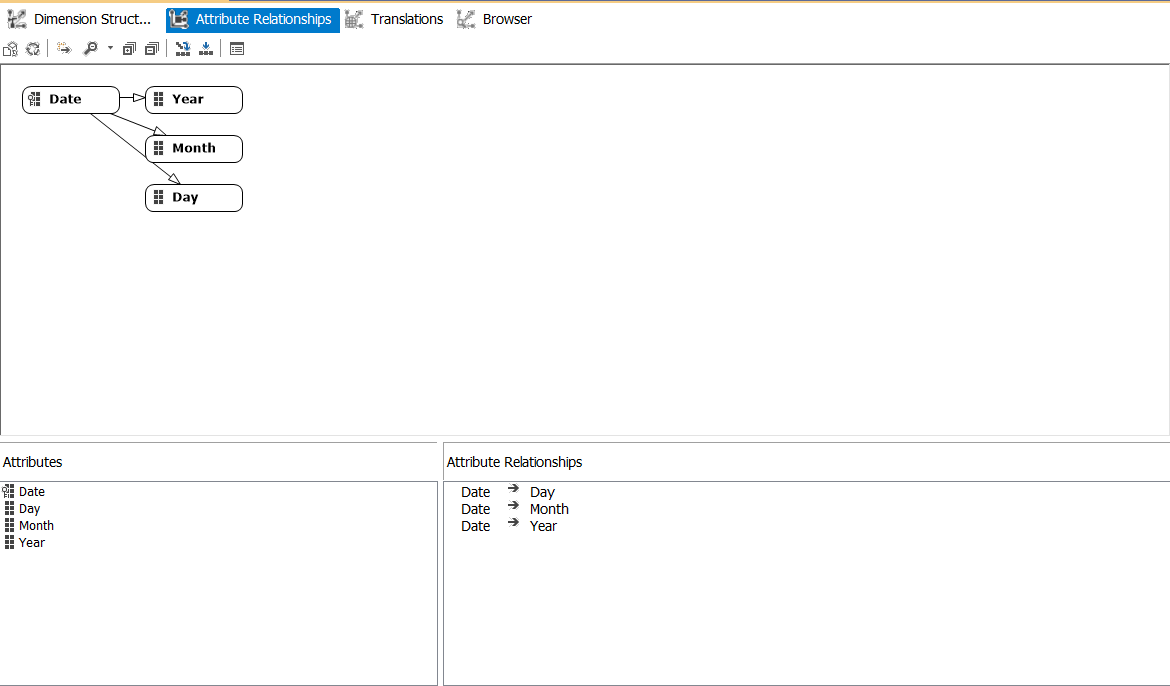 Dimension Struct... Attribute Relationships Translations Browser
Date Year
Month
Day
Attributes
Date
Day
Month
Year
Attribute Relationships
Date → Day
Date → Month
Date → Year